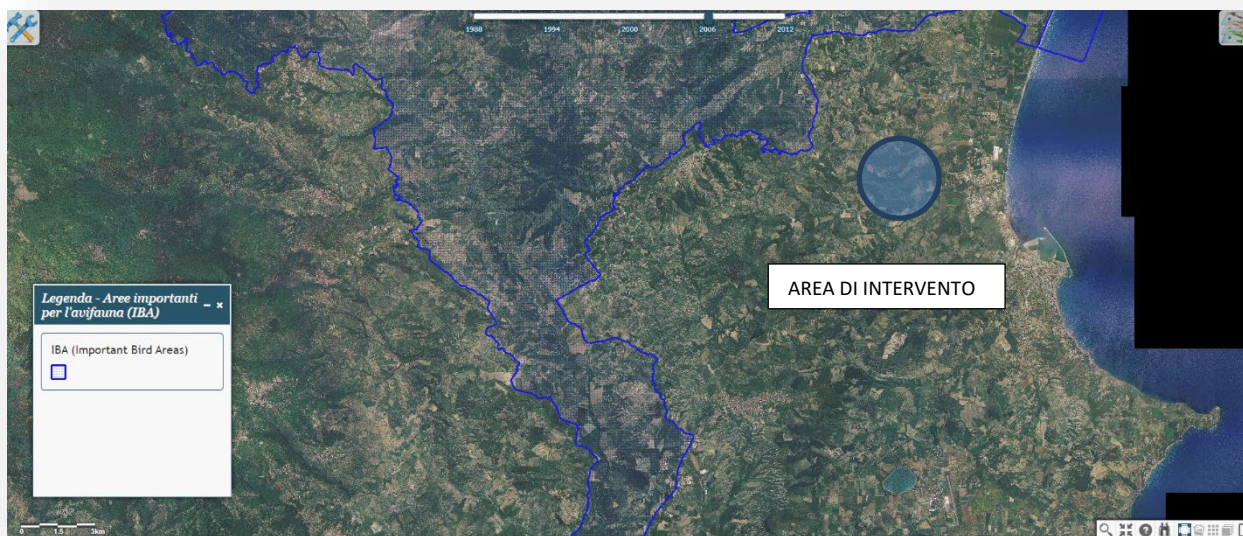 1988 1994 2000 2006 2012
AREA DI INTERVENTO
Legenda - Aree importanti
per l'avifauna (IBA)
IBA (Important Bird Areas)
0 1.5 3km